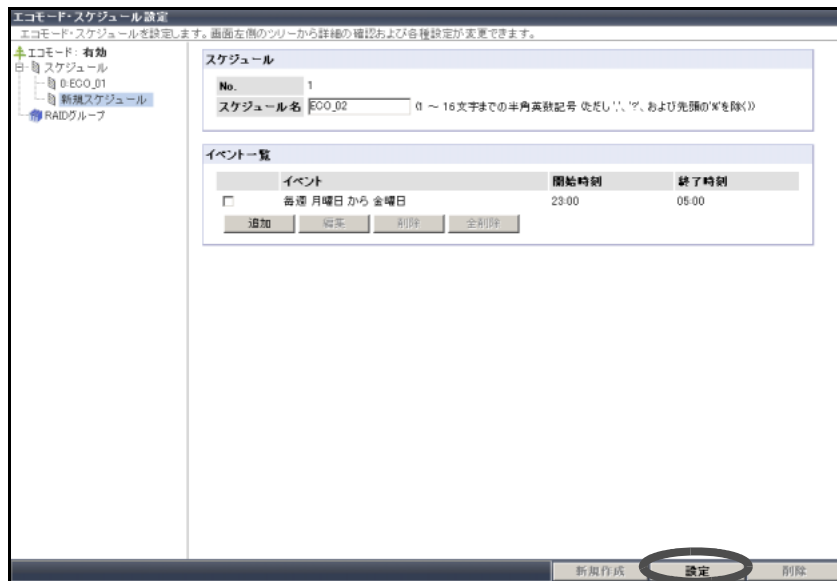 エコモード・スケジュール設定
エコモード・スケジュールを設定します。画面左側のツリーから詳細の確認および各種設定が変更できます。
エコモード: 有効
スケジュール
0:ECO_01
新規スケジュール
RAIDグループ
スケジュール
No. 1
スケジュール名 ECO_02 (1 ～ 16文字までの半角英数記号 (ただし ','、'?'、および先頭の'%'を除く))
イベント一覧
イベント 開始時刻 終了時刻
毎週 月曜日 から 金曜日 23:00 05:00
追加 編集 削除 全削除
新規作成 設定 削除